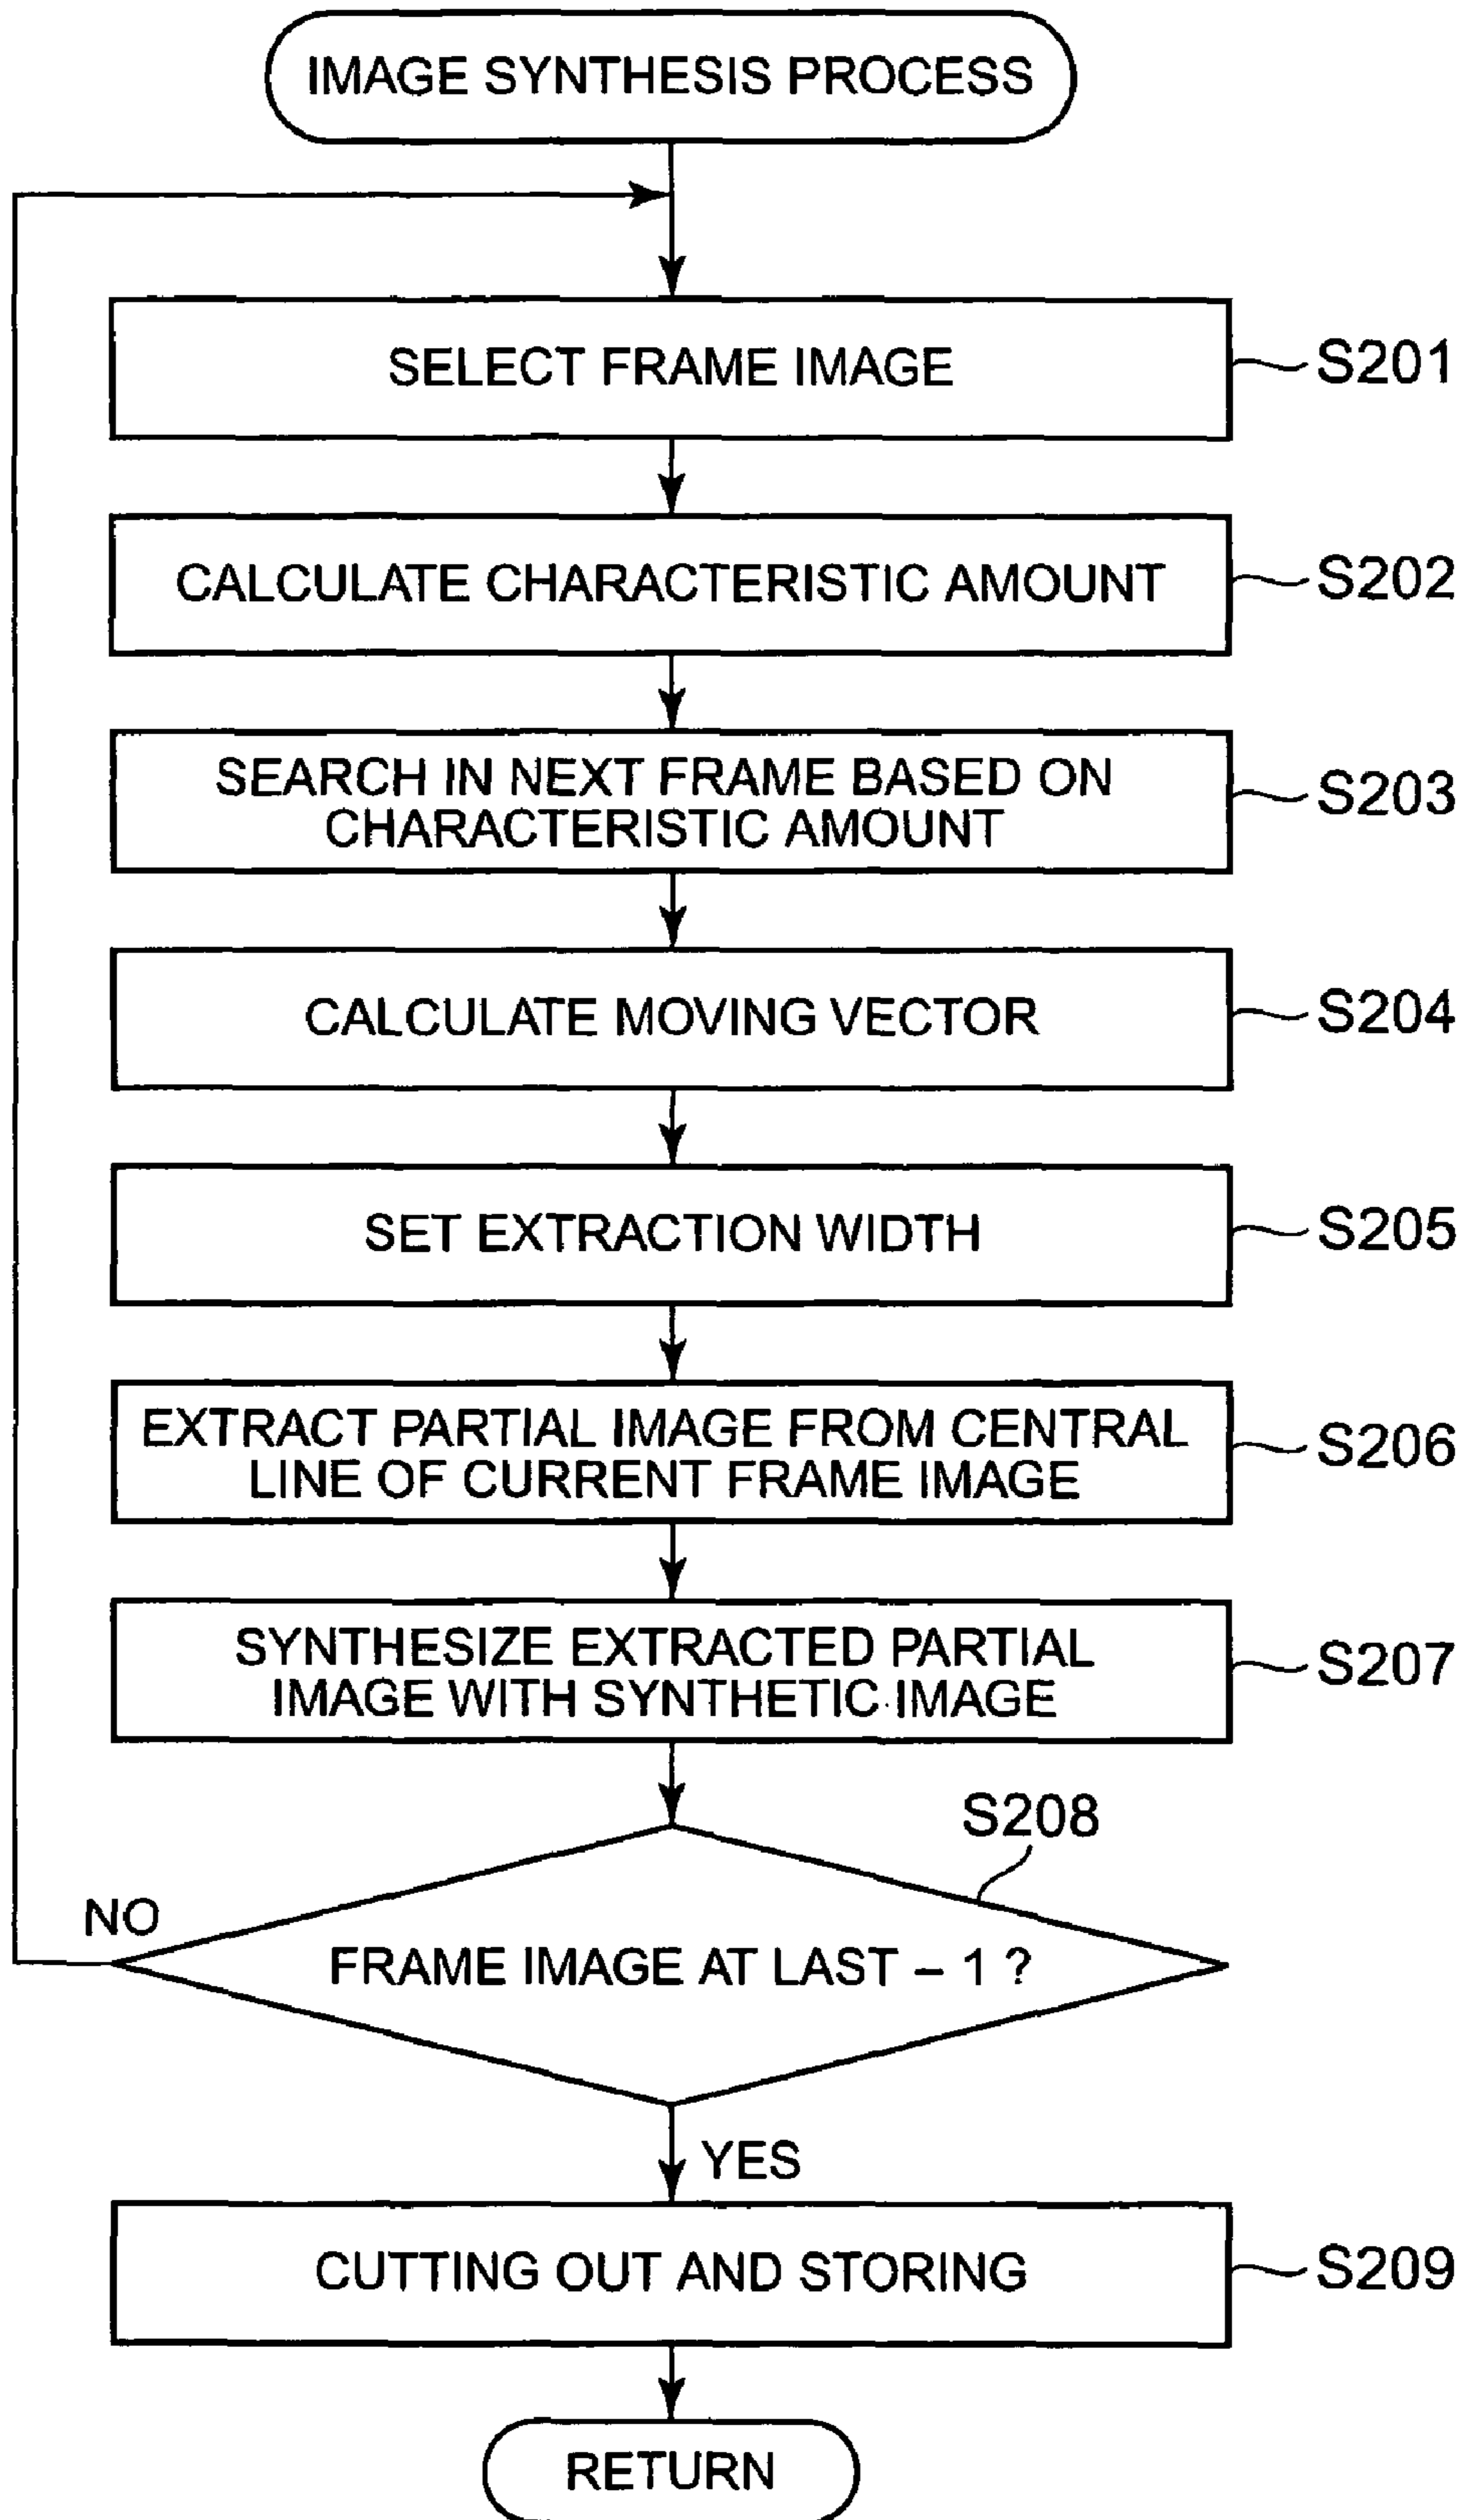 IMAGE SYNTHESIS PROCESS
SELECT FRAME IMAGE
S201
CALCULATE CHARACTERISTIC AMOUNT
S202
SEARCH IN NEXT FRAME BASED ON
CHARACTERISTIC AMOUNT
S203
CALCULATE MOVING VECTOR
S204
SET EXTRACTION WIDTH
S205
EXTRACT PARTIAL IMAGE FROM CENTRAL
LINE OF CURRENT FRAME IMAGE
S206
SYNTHESIZE EXTRACTED PARTIAL
IMAGE WITH SYNTHETIC IMAGE
S207
S208
NO
FRAME IMAGE AT LAST – 1 ?
YES
CUTTING OUT AND STORING
S209
RETURN